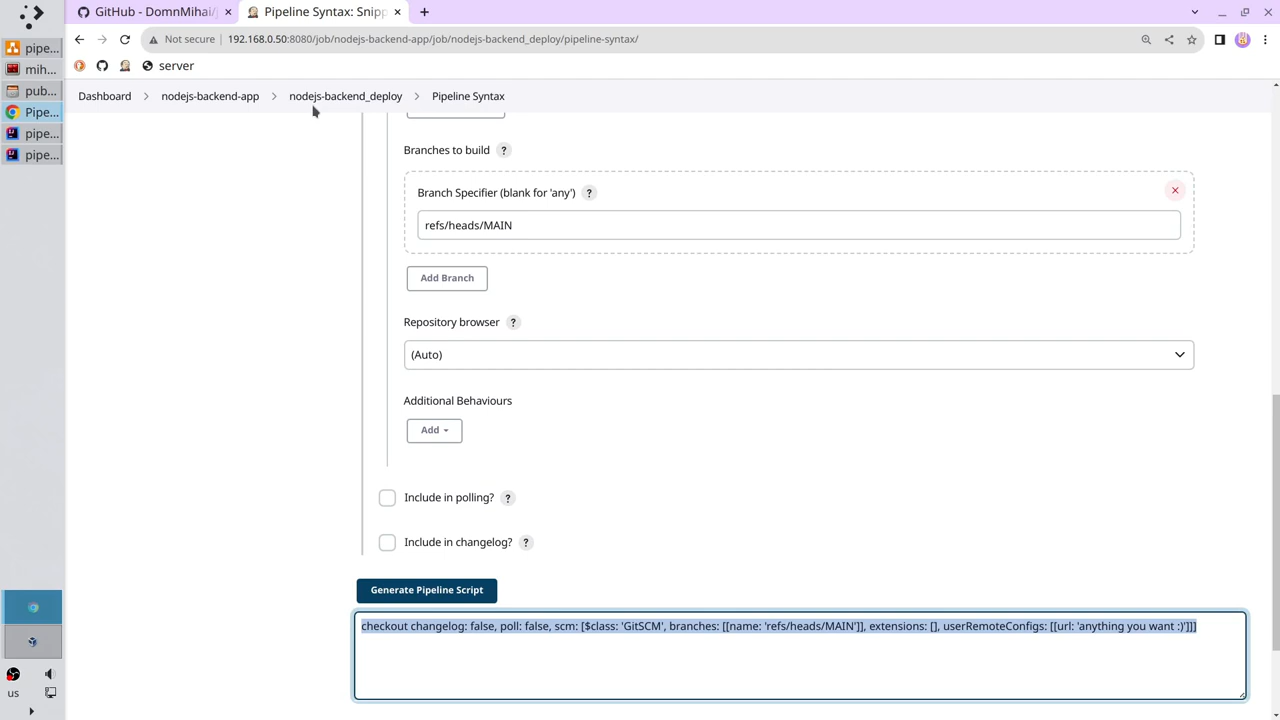 GitHub - DomnMihai/
Pipeline Syntax: Snipp
Not secure
192.168.0.50:8080/job/nodejs-backend-app/job/nodejs-backend_deploy/pipeline-syntax/
server
pipe...
mih...
pub...
Pipe...
pipe...
pipe...
us
Dashboard
nodejs-backend-app
nodejs-backend_deploy
Pipeline Syntax
Branches to build ?
Branch Specifier (blank for 'any') ?
refs/heads/MAIN
Add Branch
Repository browser ?
(Auto)
Additional Behaviours
Add
Include in polling? ?
Include in changelog? ?
Generate Pipeline Script
checkout changelog: false, poll: false, scm: [$class: 'GitSCM', branches: [[name: 'refs/heads/MAIN']], extensions: [], userRemoteConfigs: [[url: 'anything you want :)']]]